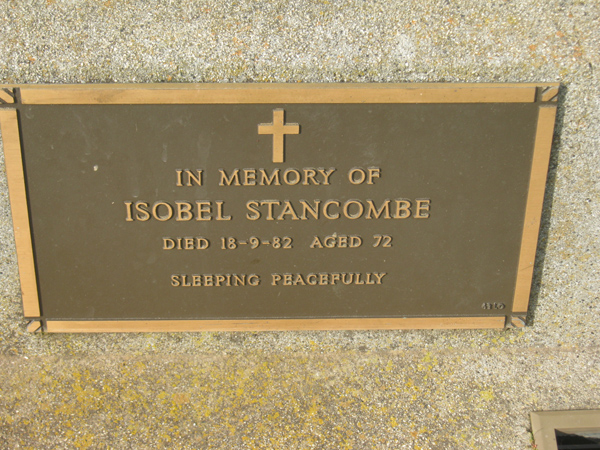 IN MEMORY OF
ISOBEL STANCOMBE
DIED 18-9-82 AGED 72
SLEEPING PEACEFULLY